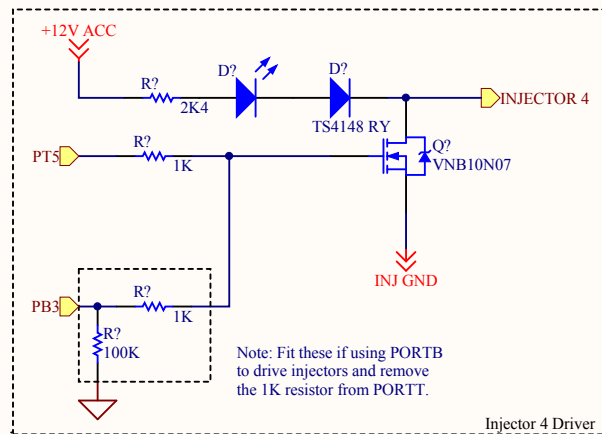 +12V ACC
D?
D?
R?
2K4
TS4148 RY
INJECTOR 4
PT5
R?
1K
Q?
VNB10N07
INJ GND
PB3
R?
1K
R?
100K
Note: Fit these if using PORTB
to drive injectors and remove
the 1K resistor from PORTT.
Injector 4 Driver